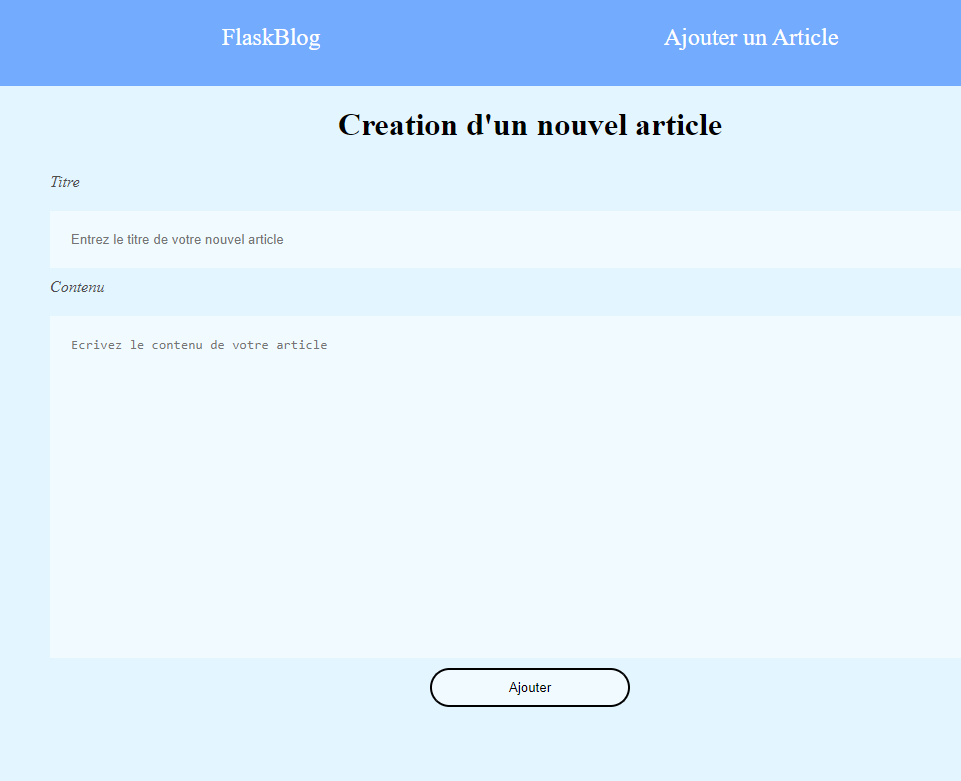 FlaskBlog Ajouter un Article
Creation d'un nouvel article
Titre
Entrez le titre de votre nouvel article
Contenu
Ecrivez le contenu de votre article
Ajouter